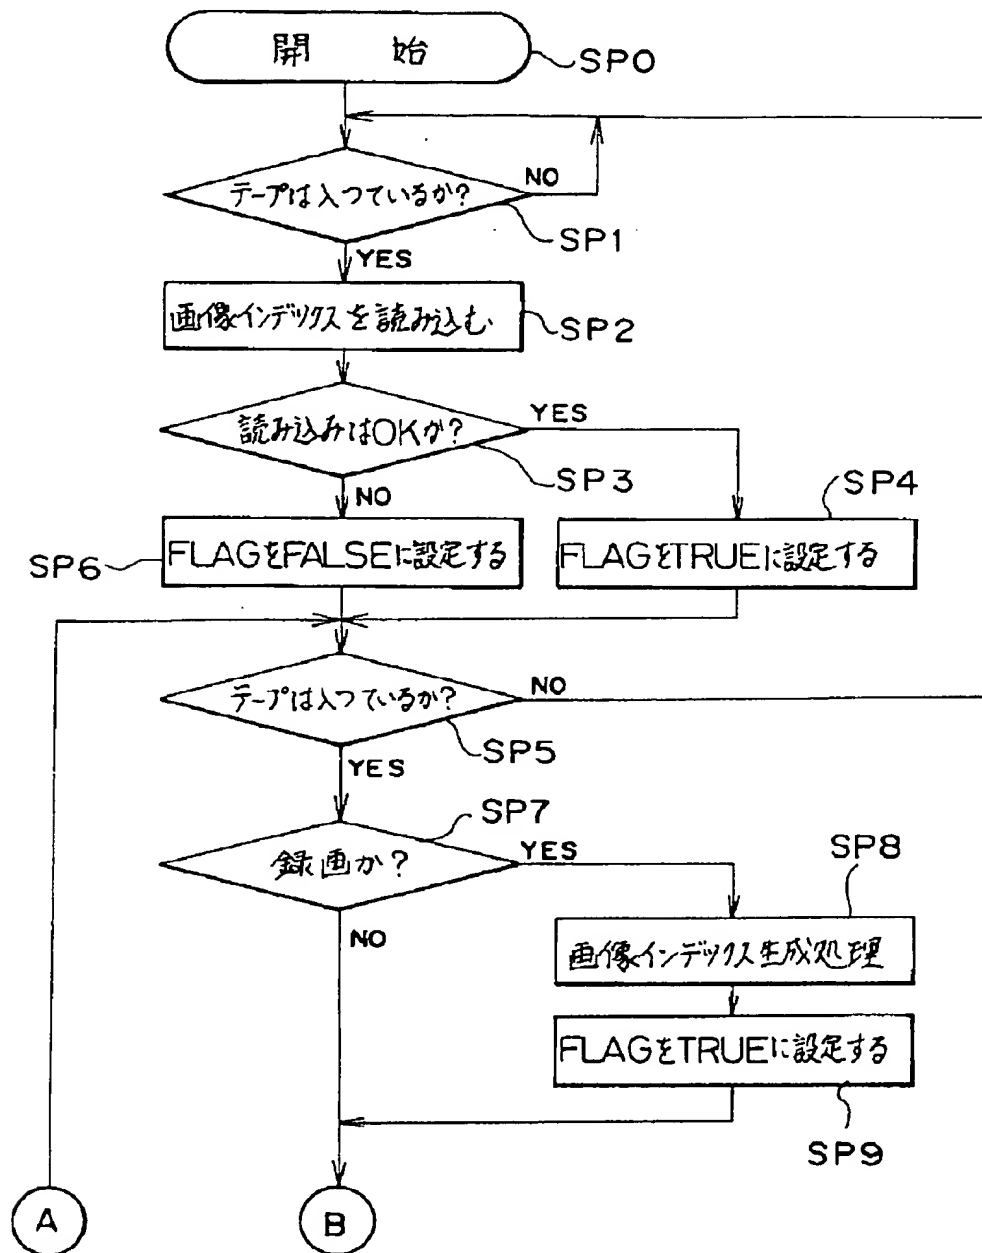 開 始
SP0
テープは入つているか?
NO
SP1
YES
画像インデツクスを読み込む
SP2
読み込みはOKか?
YES
SP3
NO
SP4
SP6
FLAGをFALSEに設定する
FLAGをTRUEに設定する
テープは入つているか?
NO
SP5
YES
SP7
録画か?
YES
SP8
NO
画像インデツクス生成処理
FLAGをTRUEに設定する
SP9
A
B